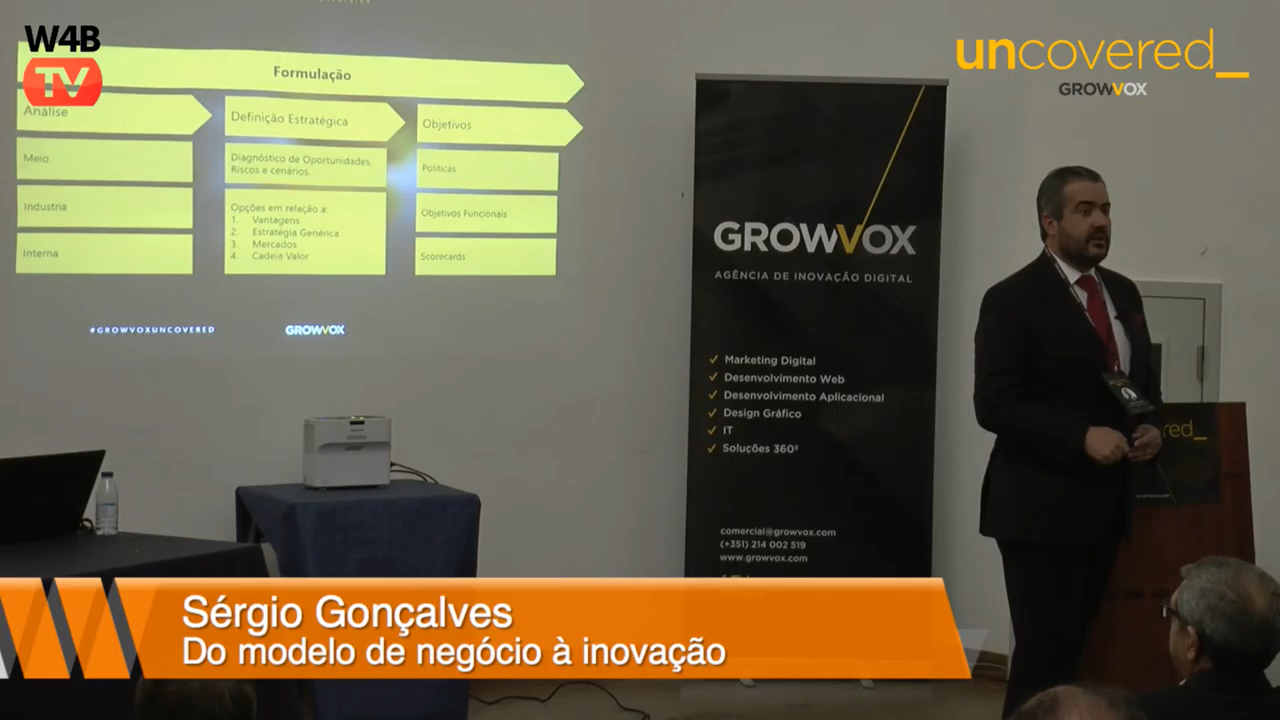 W4B
TV
uncovered_
GROWVOX
Formulação
Análise
Definição Estratégica
Objetivos
Meio
Diagnóstico de Oportunidades,
Riscos e cenários.
Políticas
Industria
Opções em relação a:
1. Vantagens
2. Estratégia Genérica
3. Mercados
4. Cadeia Valor
Objetivos Funcionais
Interna
Scorecards
#GROWVOXUNCOVERED
GROWVOX
GROWVOX
AGÊNCIA DE INOVAÇÃO DIGITAL
✓ Marketing Digital
✓ Desenvolvimento Web
✓ Desenvolvimento Aplicacional
✓ Design Gráfico
✓ IT
✓ Soluções 360º
comercial@growvox.com
(+351) 214 002 519
www.growvox.com
red_
Sérgio Gonçalves
Do modelo de negócio à inovação